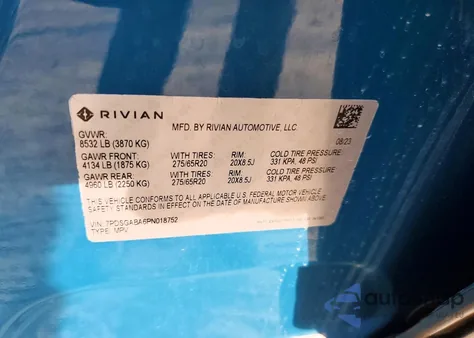 RIVIAN
MFD. BY RIVIAN AUTOMOTIVE, LLC.
08/23
GVWR:
8532 LB (3870 KG)
GAWR FRONT: WITH TIRES: RIM: COLD TIRE PRESSURE:
4134 LB (1875 KG) 275/65R20 20X8.5J 331 KPA, 48 PSI
GAWR REAR: WITH TIRES: RIM: COLD TIRE PRESSURE:
4960 LB (2250 KG) 275/65R20 20X8.5J 331 KPA, 48 PSI
THIS VEHICLE CONFORMS TO ALL APPLICABLE U.S. FEDERAL MOTOR VEHICLE
SAFETY STANDARDS IN EFFECT ON THE DATE OF MANUFACTURE SHOWN ABOVE.
VIN: 7PDSGABA6PN018752
TYPE: MPV